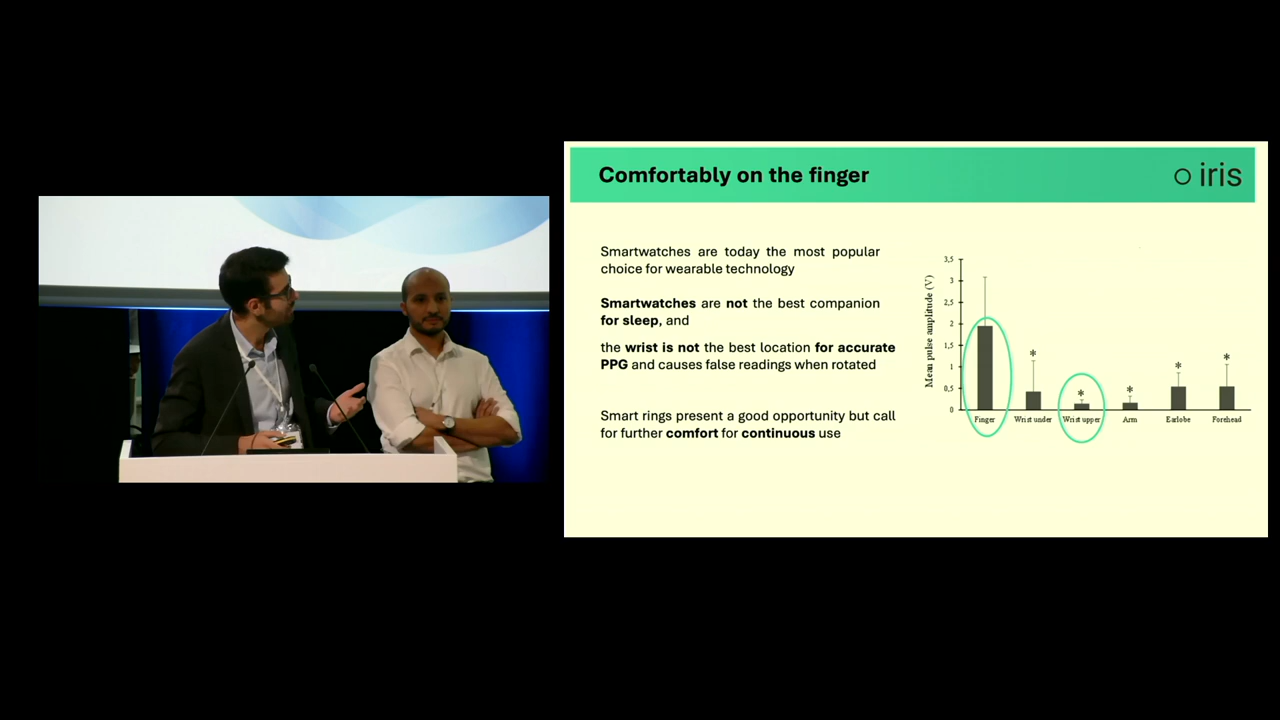 Comfortably on the finger
iris
Smartwatches are today the most popular
choice for wearable technology
Smartwatches are not the best companion
for sleep, and
the wrist is not the best location for accurate
PPG and causes false readings when rotated
Smart rings present a good opportunity but call
for further comfort for continuous use
Mean pulse amplitude (V)
3,5
3
2,5
2
1,5
1
0,5
0
* * * * *
Finger Wrist under Wrist upper Arm Earlobe Forehead